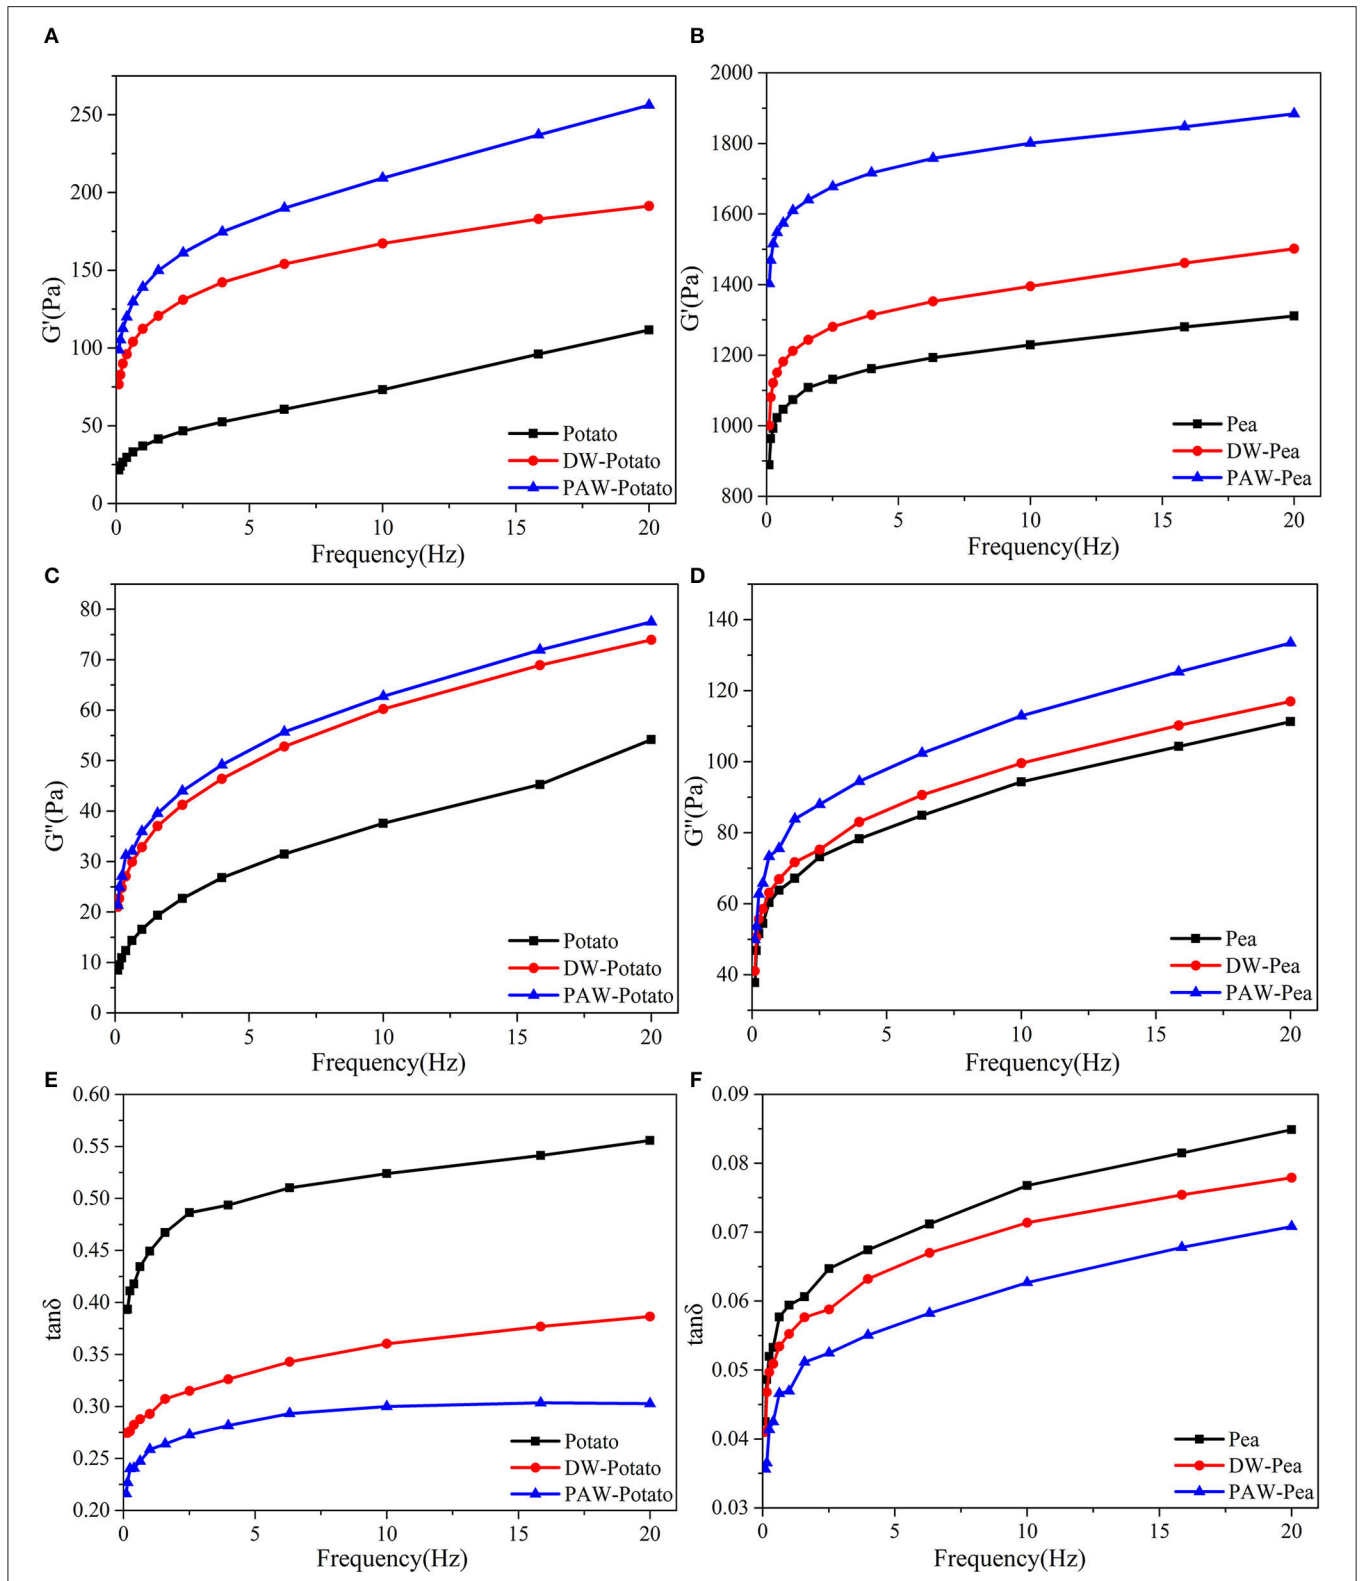 A
G'(Pa)
250
200
150
100
50
0
0 5 10 15 20
Frequency(Hz)
Potato
DW-Potato
PAW-Potato
B
G'(Pa)
2000
1800
1600
1400
1200
1000
800
0 5 10 15 20
Frequency(Hz)
Pea
DW-Pea
PAW-Pea
C
G"(Pa)
80
70
60
50
40
30
20
10
0
0 5 10 15 20
Frequency(Hz)
Potato
DW-Potato
PAW-Potato
D
G"(Pa)
140
120
100
80
60
40
0 5 10 15 20
Frequency(Hz)
Pea
DW-Pea
PAW-Pea
E
tanδ
0.60
0.55
0.50
0.45
0.40
0.35
0.30
0.25
0.20
0 5 10 15 20
Frequency(Hz)
Potato
DW-Potato
PAW-Potato
F
tanδ
0.09
0.08
0.07
0.06
0.05
0.04
0.03
0 5 10 15 20
Frequency(Hz)
Pea
DW-Pea
PAW-Pea